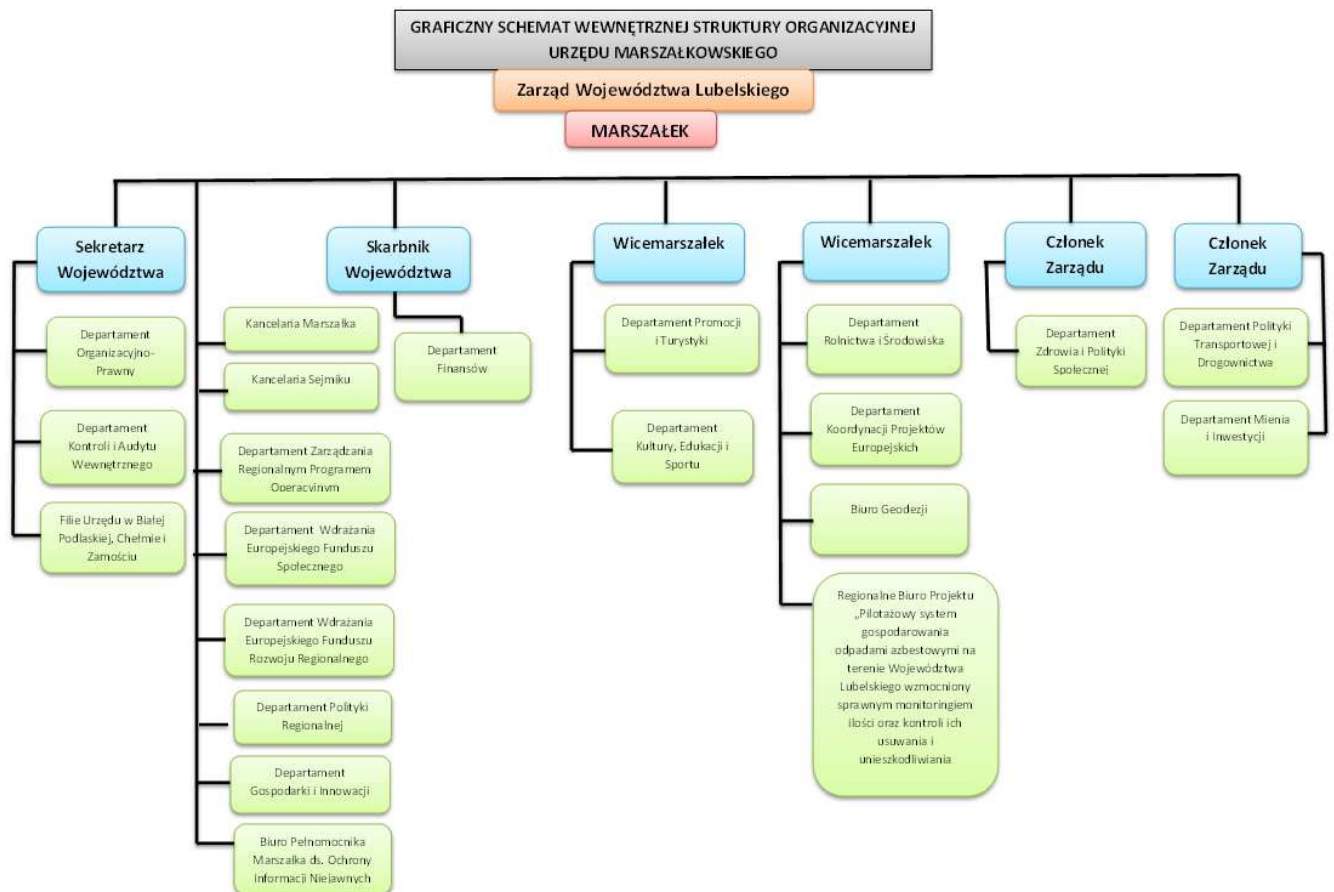 GRAFICZNY SCHEMAT WEWNĘTRZNEJ STRUKTURY ORGANIZACYJNEJ
URZĘDU MARSZAŁKOWSKIEGO
Zarząd Województwa Lubelskiego
MARSZAŁEK
Sekretarz
Województwa
Departament
Organizacyjno-
Prawny
Departament
Kontroli i Audytu
Wewnętrznego
Filie Urzędu w Białej
Podlaskiej, Chełmie i
Zamościu
Kancelaria Marszałka
Kancelaria Sejmiku
Departament Zarządzania
Regionalnym Programem
Operacyjnym
Departament Wdrażania
Europejskiego Funduszu
Społecznego
Departament Wdrażania
Europejskiego Funduszu
Rozwoju Regionalnego
Departament Polityki
Regionalnej
Departament
Gospodarki i Innowacji
Biuro Pełnomocnika
Marszałka ds. Ochrony
Informacji Niejawnych
Skarbnik
Województwa
Departament
Finansów
Wicemarszałek
Departament Promocji
i Turystyki
Departament
Kultury, Edukacji i
Sportu
Wicemarszałek
Departament
Rolnictwa i Środowiska
Departament
Koordynacji Projektów
Europejskich
Biuro Geodezji
Regionalne Biuro Projektu
„Pilotażowy system
gospodarowania
odpadami azbestowymi na
terenie Województwa
Lubelskiego wzmocniony
sprawnym monitoringiem
ilości oraz kontroli ich
usuwania i
unieszkodliwiania
Członek
Zarządu
Departament
Zdrowia i Polityki
Społecznej
Członek
Zarządu
Departament Polityki
Transportowej i
Drogownictwa
Departament Mienia
i Inwestycji